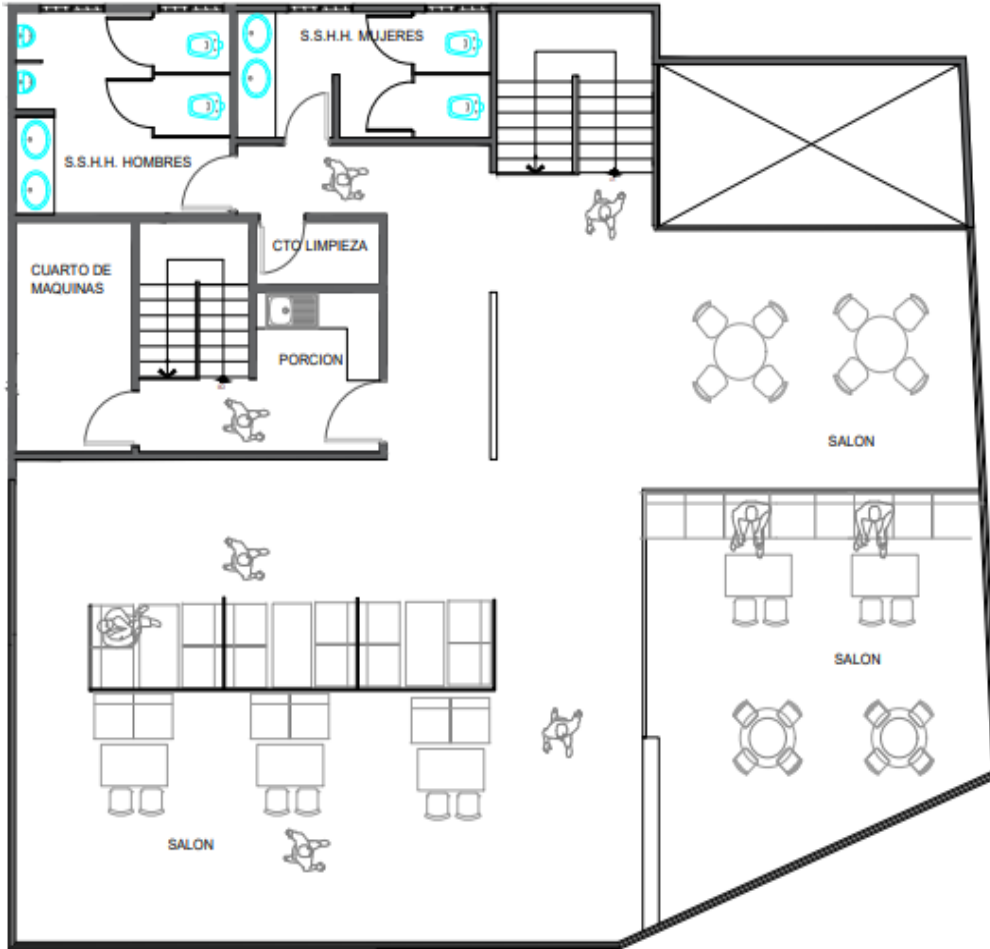 S.S.H.H. MUJERES
S.S.H.H. HOMBRES
CTO LIMPIEZA
CUARTO DE
MAQUINAS
PORCION
SALON
SALON
SALON